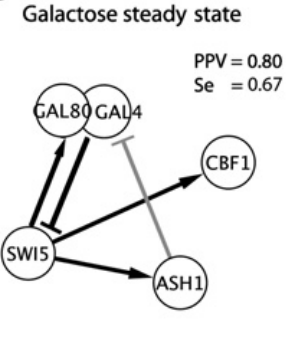 Galactose steady state
PPV = 0.80
Se = 0.67
GAL80 GAL4
CBF1
SWI5
ASH1